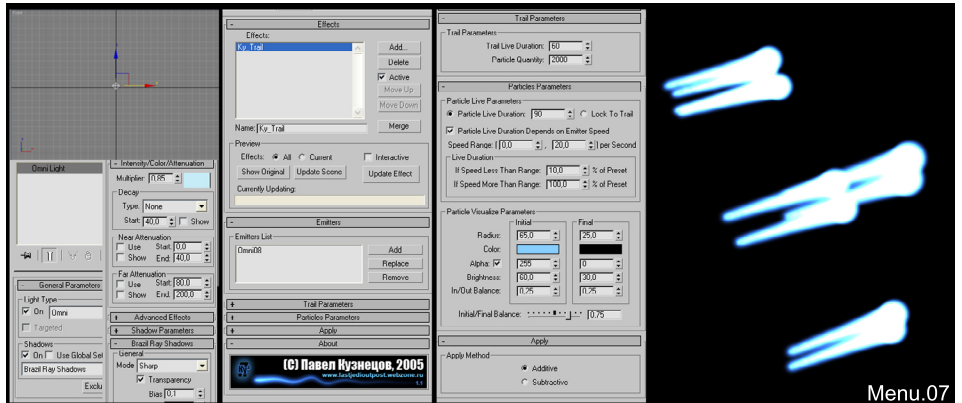 Omni Light
General Parameters
Light Type
On Omni
Targeted
Shadows
On Use Global Set
Brazil Ray Shadows
Exclu
- Intensity/Color/Attenuation
Multiplier: 0,85
Decay
Type: None
Start: 40,0 Show
Near Attenuation
Use Start: 0,0
Show End: 40,0
Far Attenuation
Use Start: 80,0
Show End: 200,0
+ Advanced Effects
+ Shadow Parameters
- Brazil Ray Shadows
General
Mode Sharp
Transparency
Bias 0,1
- Effects
Effects:
Ky_Trail
Add...
Delete
Active
Move Up
Move Down
Name: Ky_Trail Merge
Preview
Effects: All Current Interactive
Show Original Update Scene Update Effect
Currently Updating:
- Emitters
Emitters List
Omni08
Add
Replace
Remove
+ Trail Parameters
+ Particles Parameters
+ Apply
- About
(C) Павел Кузнецов, 2005
www.lastjedioutpost.webzone.ru
1.1
- Trail Parameters
Trail Parameters
Trail Live Duration: 60
Particle Quantity: 2000
- Particles Parameters
Particle Live Parameters
Particle Live Duration: 90 Lock To Trail
Particle Live Duration Depends on Emitter Speed
Speed Range: [ 0,0 , 20,0 ] per Second
Live Duration
If Speed Less Than Range: 10,0 % of Preset
If Speed More Than Range: 100,0 % of Preset
Particle Visualize Parameters
Initial Final
Radius: 65,0 25,0
Color:
Alpha: 255 0
Brightness: 60,0 30,0
In/Out Balance: 0,25 0,25
Initial/Final Balance: 0,75
- Apply
Apply Method
Additive
Subtractive
Menu.07